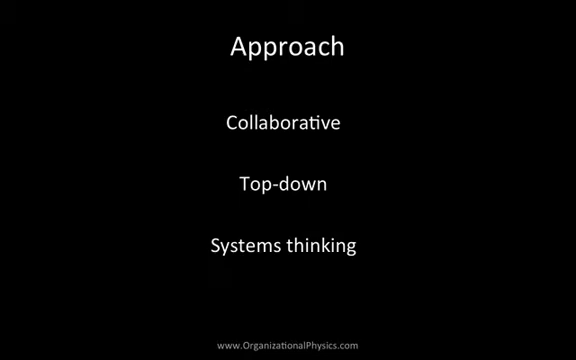 Approach
Collaborative
Top-down
Systems thinking
www.OrganizationalPhysics.com